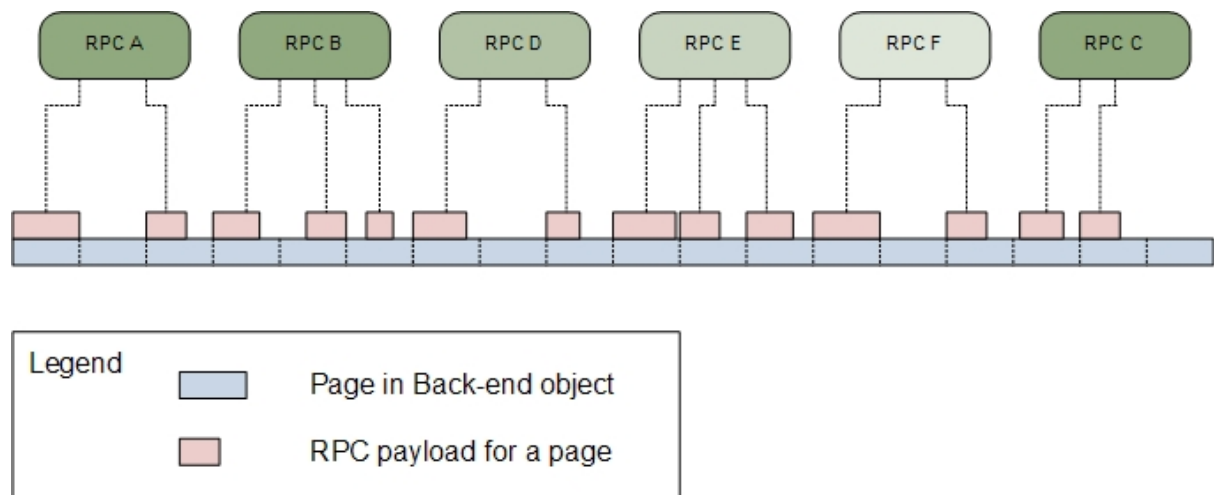 RPC A
RPC B
RPC D
RPC E
RPC F
RPC C
Legend
Page in Back-end object
RPC payload for a page